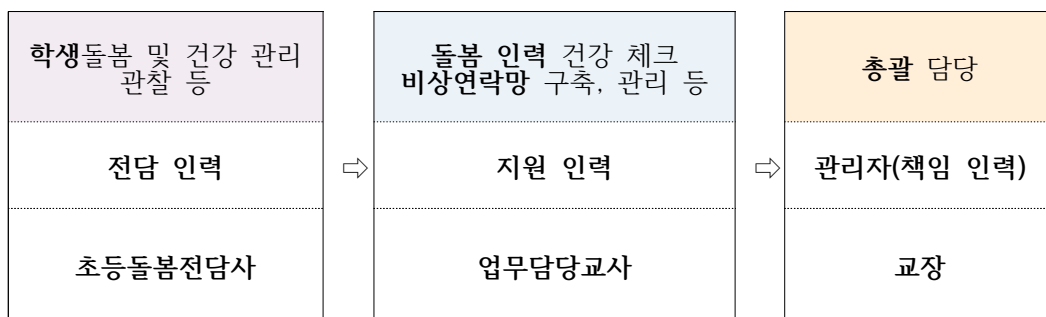 학생돌봄 및 건강 관리
관찰 등
전담 인력
초등돌봄전담사
⇨
돌봄 인력 건강 체크
비상연락망 구축, 관리 등
지원 인력
업무담당교사
⇨
총괄 담당
관리자(책임 인력)
교장